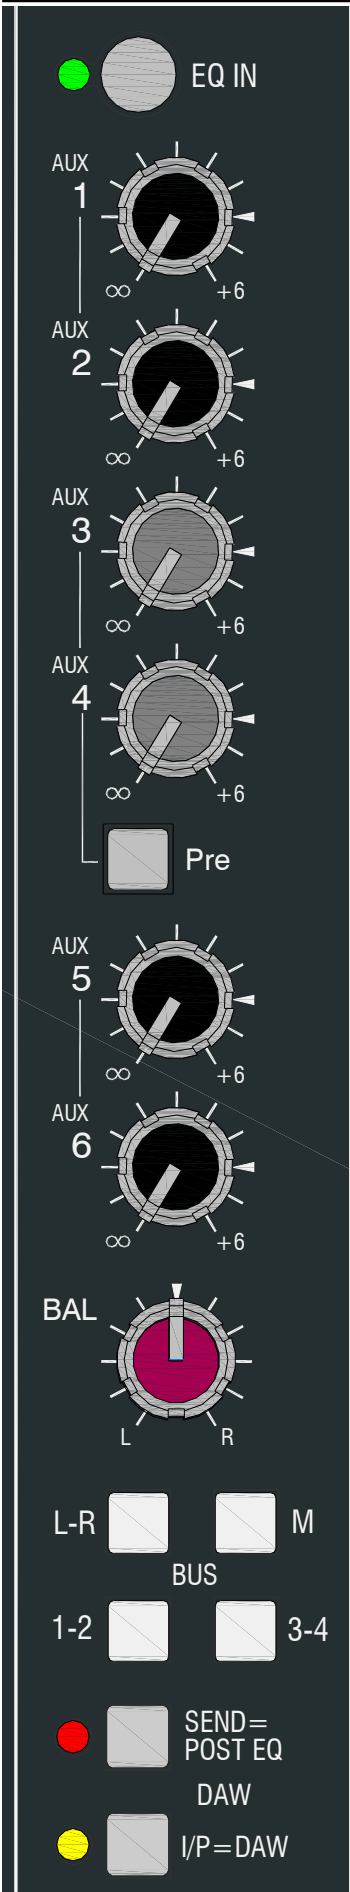 EQ IN
AUX
1
∞ +6
AUX
2
∞ +6
AUX
3
∞ +6
AUX
4
∞ +6
Pre
AUX
5
∞ +6
AUX
6
∞ +6
BAL
L R
L-R M
BUS
1-2 3-4
SEND=
POST EQ
DAW
I/P=DAW